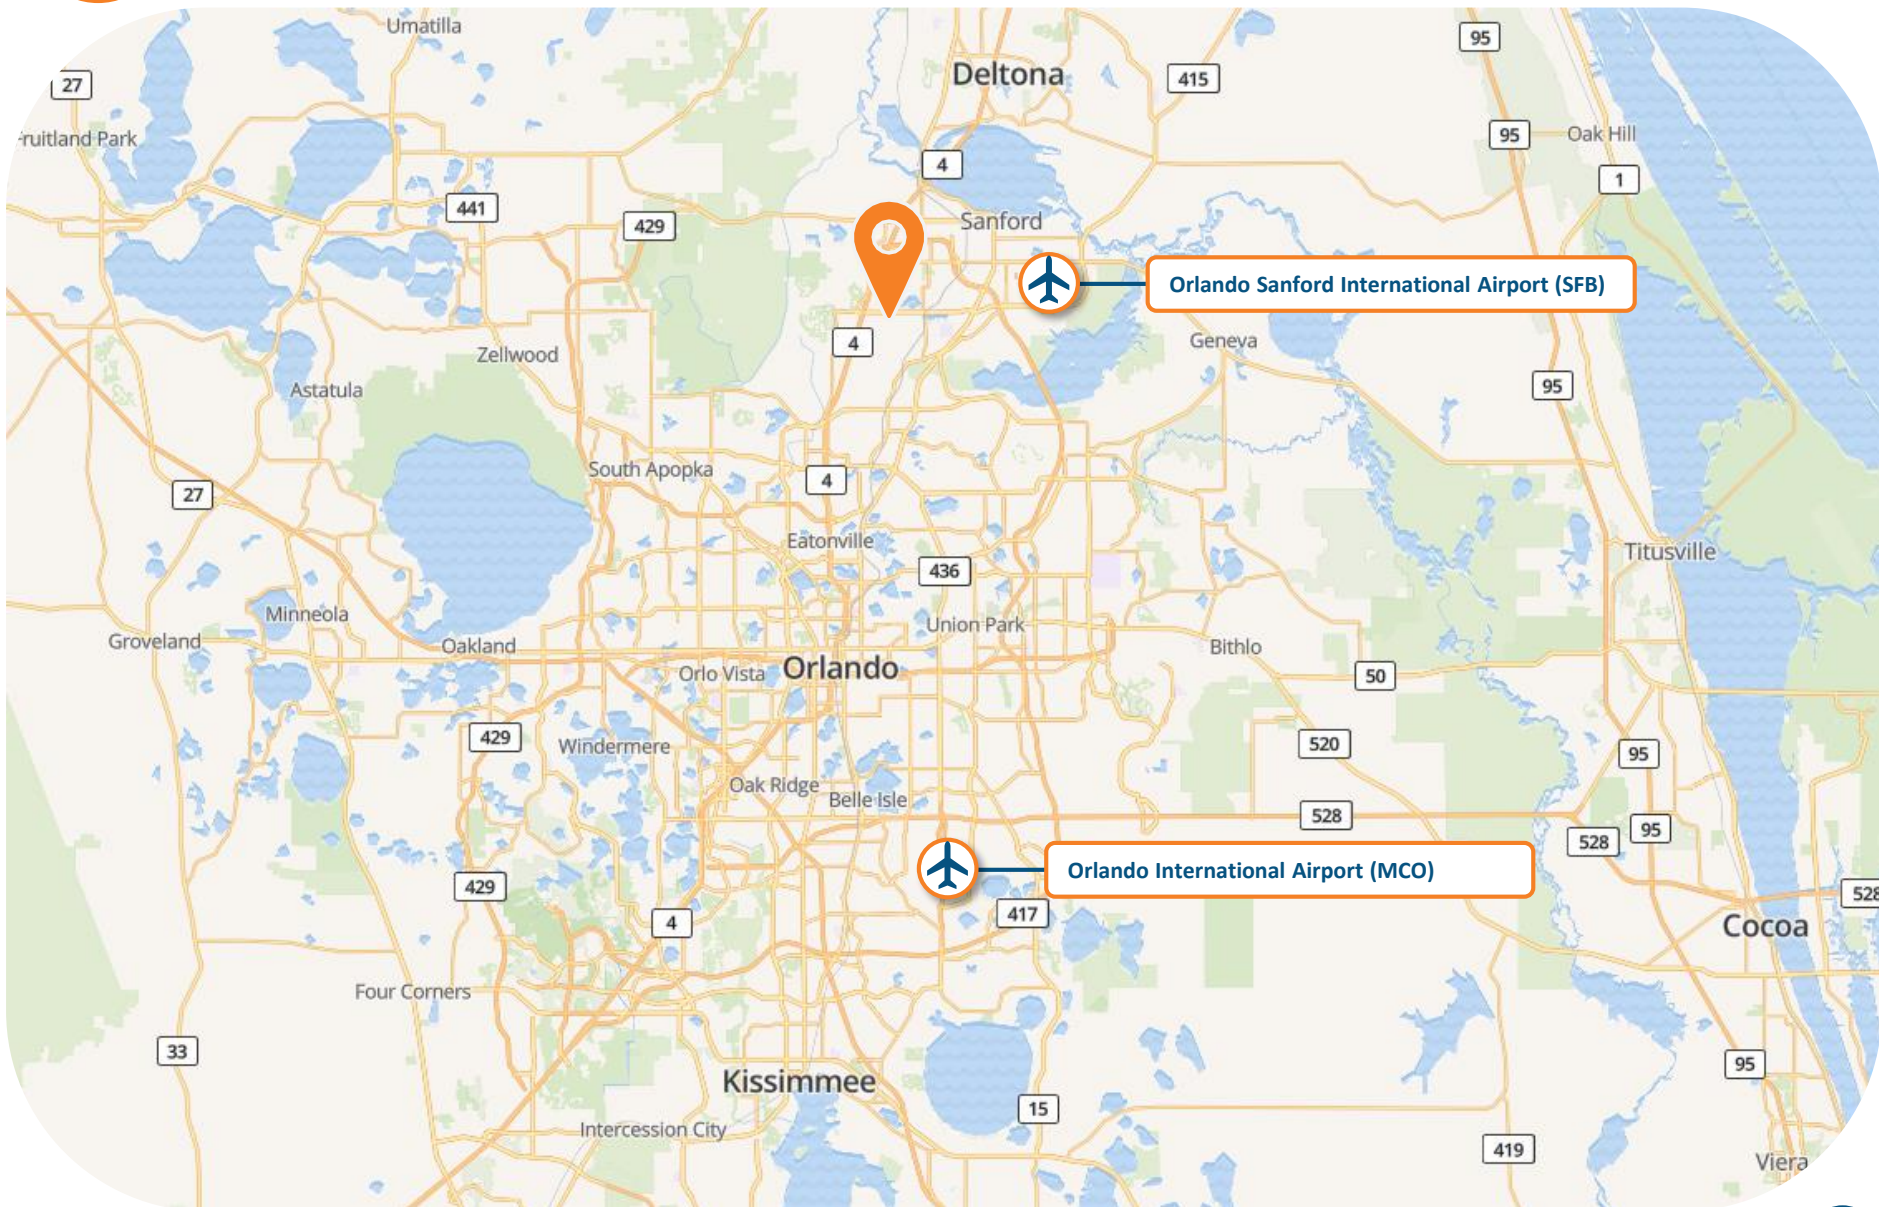 Umatilla
95
Deltona
415
27
Fruitland Park
95
Oak Hill
4
1
441
429
Sanford
Orlando Sanford International Airport (SFB)
4
Geneva
Zellwood
95
Astatula
South Apopka
4
27
Eatonville
Titusville
436
Minneola
Union Park
Groveland
Oakland
Bithlo
Orlo Vista
Orlando
50
429
Windermere
520
95
Oak Ridge
Belle Isle
528
95
528
Orlando International Airport (MCO)
429
528
417
4
Cocoa
Four Corners
33
95
Kissimmee
15
Intercession City
419
Viera